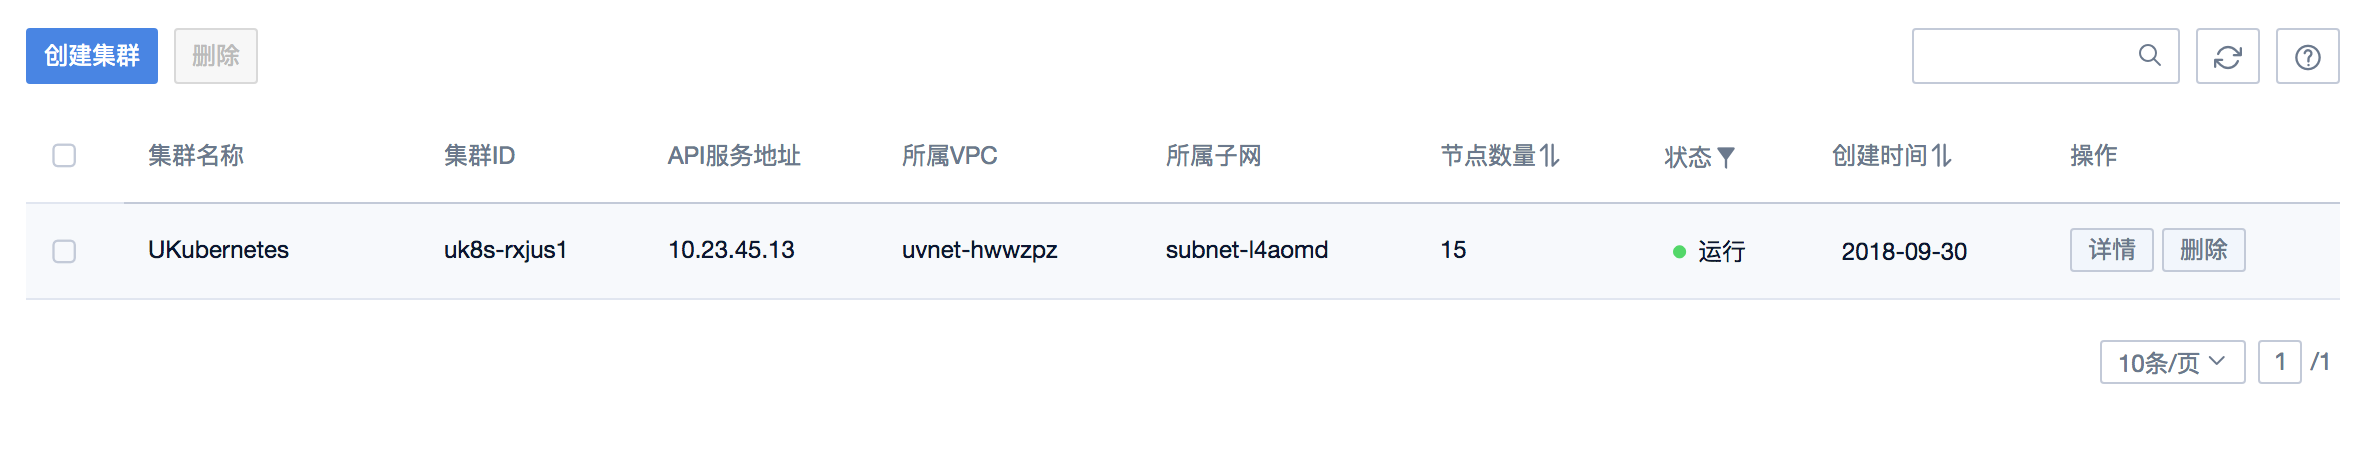 创建集群 删除
集群名称 集群ID API服务地址 所属VPC 所属子网 节点数量 状态 创建时间 操作
UKubernetes uk8s-rxjus1 10.23.45.13 uvnet-hwwzpz subnet-l4aomd 15 运行 2018-09-30 详情 删除
10条/页 1 /1